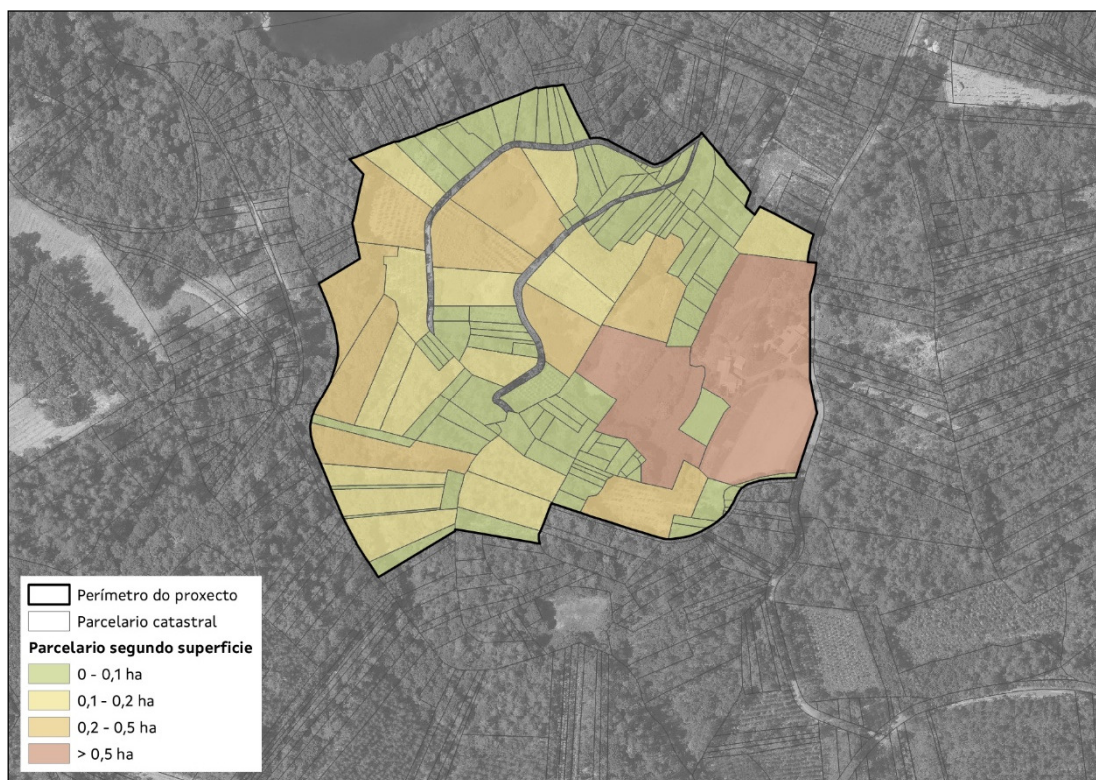 Perímetro do proxecto
Parcelario catastral
Parcelario segundo superficie
0 - 0,1 ha
0,1 - 0,2 ha
0,2 - 0,5 ha
> 0,5 ha